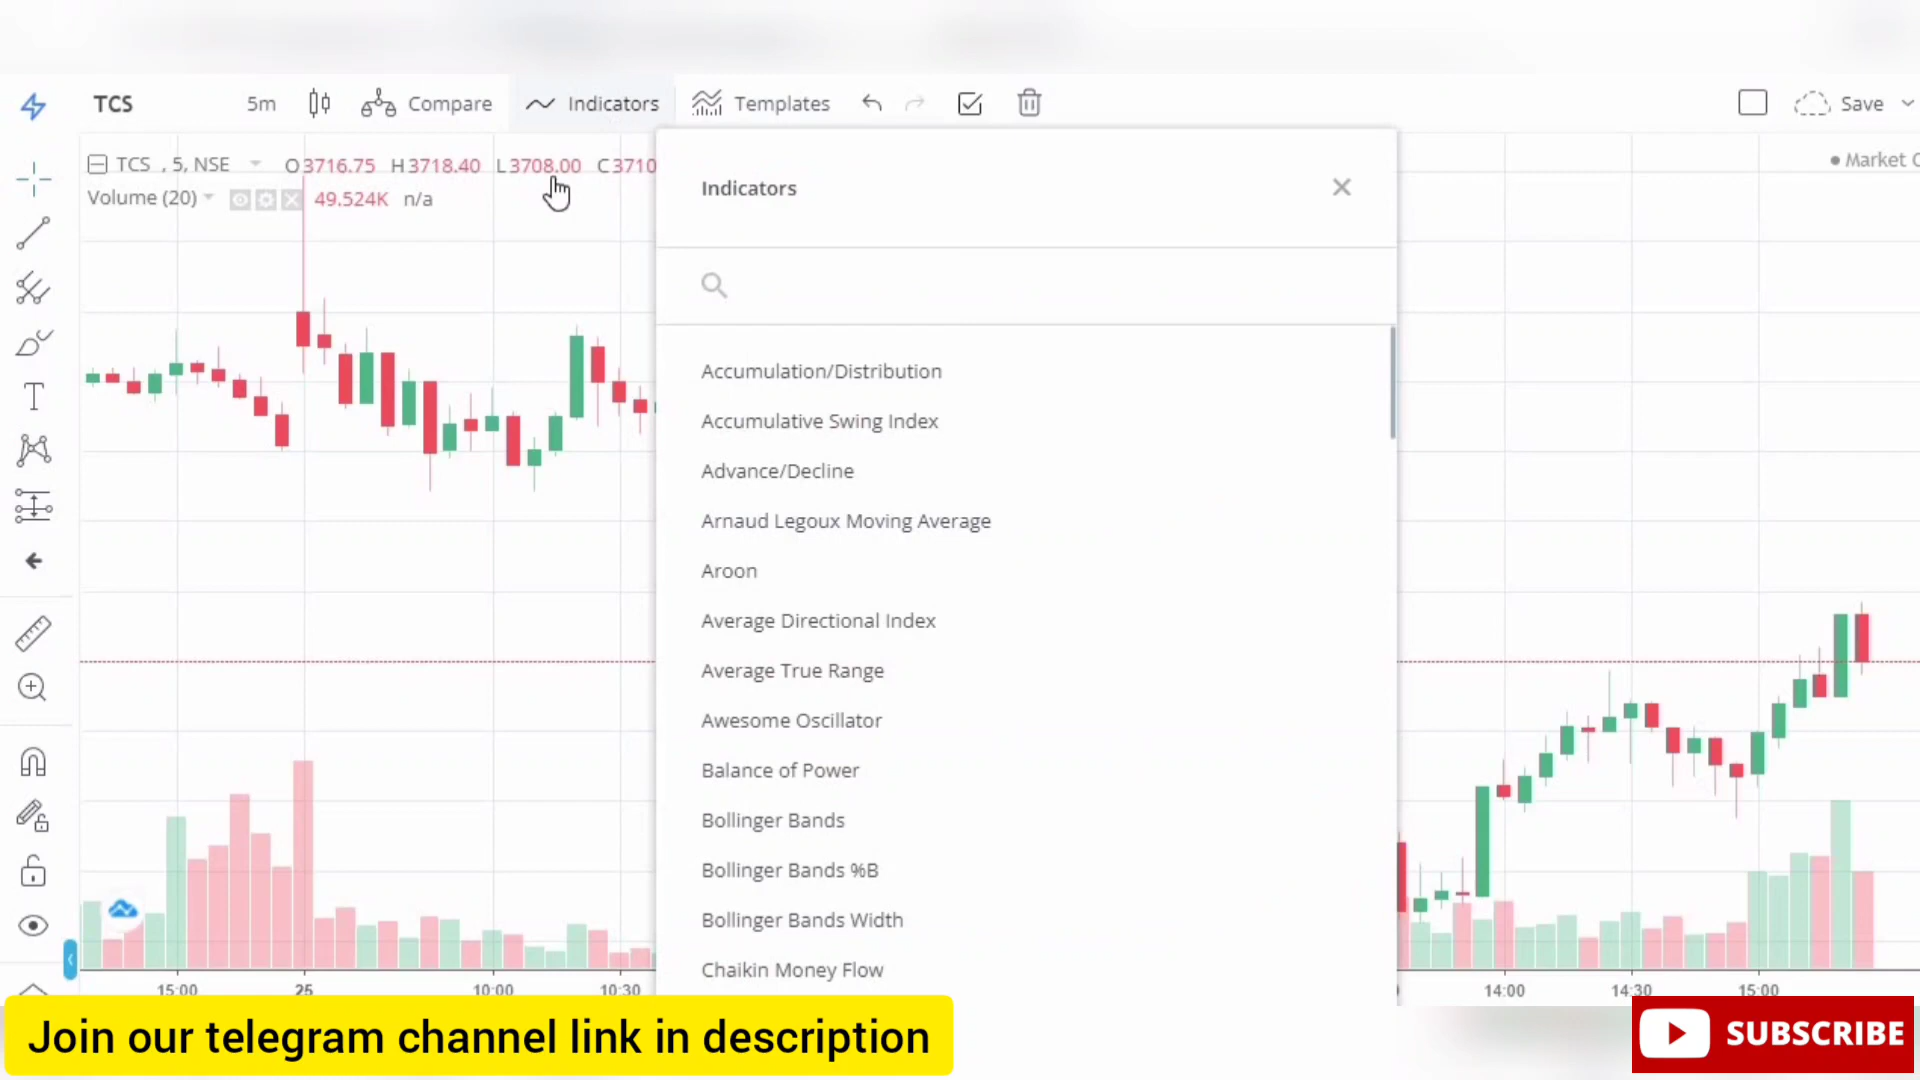 TCS 5m Compare Indicators Templates Save
TCS , 5, NSE O3716.75 H3718.40 L3708.00 C3710
Market
Volume (20) 49.524K n/a
Indicators
Accumulation/Distribution
Accumulative Swing Index
Advance/Decline
Arnaud Legoux Moving Average
Aroon
Average Directional Index
Average True Range
Awesome Oscillator
Balance of Power
Bollinger Bands
Bollinger Bands %B
Bollinger Bands Width
Chaikin Money Flow
15:00 25 10:00 10:30 14:00 14:30 15:00
Join our telegram channel link in description
SUBSCRIBE